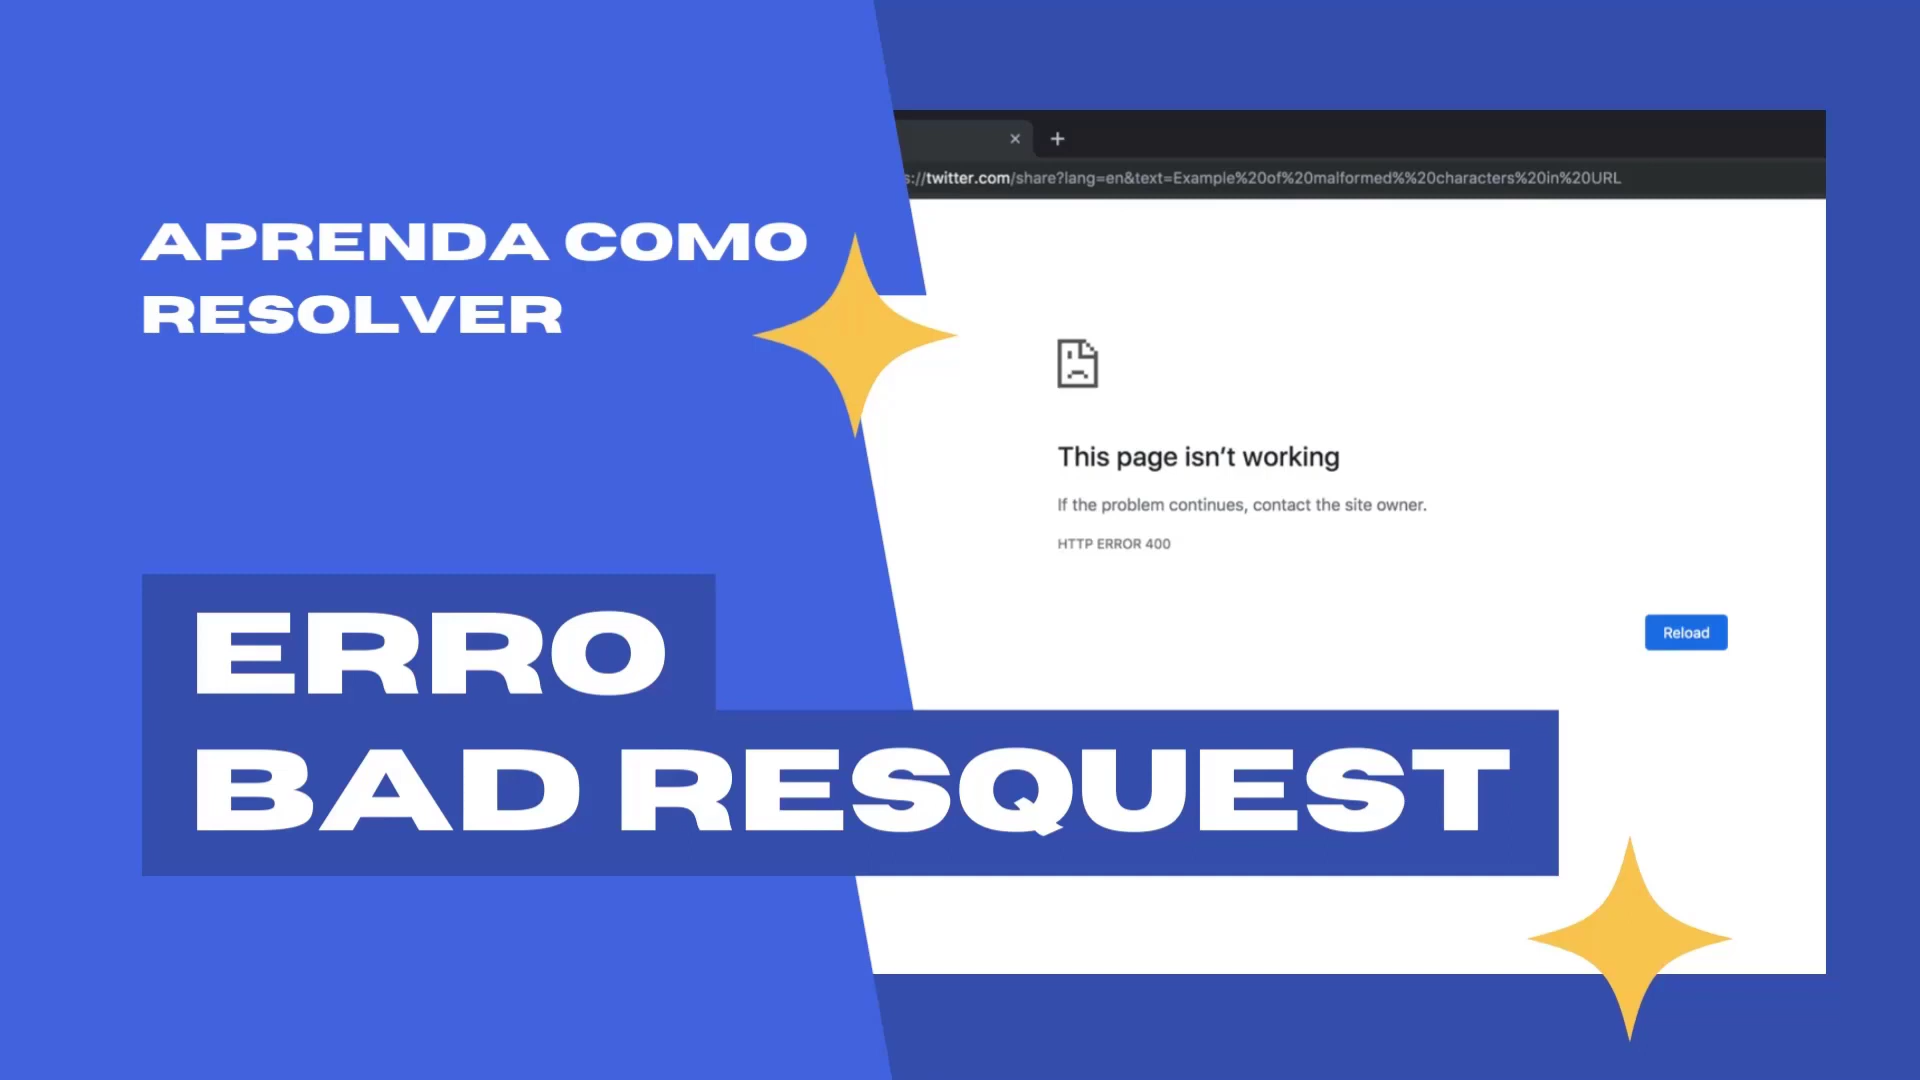 APRENDA COMO
RESOLVER
ERRO
BAD RESQUEST
://twitter.com/share?lang=en&text=Example%20of%20malformed%%20characters%20in%20URL
This page isn’t working
If the problem continues, contact the site owner.
HTTP ERROR 400
Reload